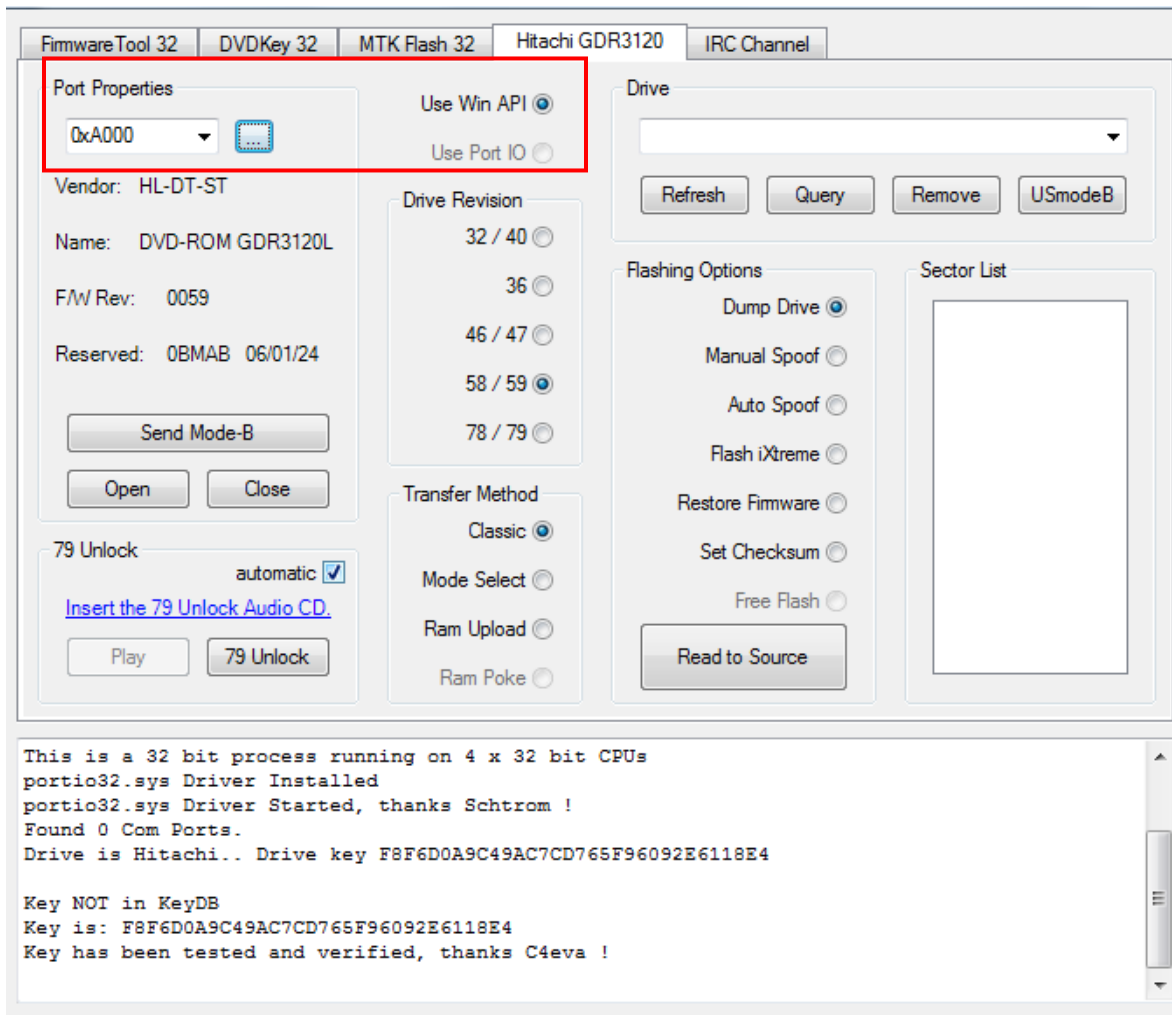 FirmwareTool 32 DVDKey 32 MTK Flash 32 Hitachi GDR3120 IRC Channel
Port Properties
0xA000
...
Use Win API
Use Port IO
Vendor: HL-DT-ST
Name: DVD-ROM GDR3120L
F/W Rev: 0059
Reserved: 0BMAB 06/01/24
Send Mode-B
Open Close
79 Unlock
automatic
Insert the 79 Unlock Audio CD.
Play 79 Unlock
Drive Revision
32 / 40
36
46 / 47
58 / 59
78 / 79
Transfer Method
Classic
Mode Select
Ram Upload
Ram Poke
Drive
Refresh Query Remove USmodeB
Flashing Options
Dump Drive
Manual Spoof
Auto Spoof
Flash iXtreme
Restore Firmware
Set Checksum
Free Flash
Read to Source
Sector List
This is a 32 bit process running on 4 x 32 bit CPUs
portio32.sys Driver Installed
portio32.sys Driver Started, thanks Schtrom !
Found 0 Com Ports.
Drive is Hitachi.. Drive key F8F6D0A9C49AC7CD765F96092E6118E4
Key NOT in KeyDB
Key is: F8F6D0A9C49AC7CD765F96092E6118E4
Key has been tested and verified, thanks C4eva !